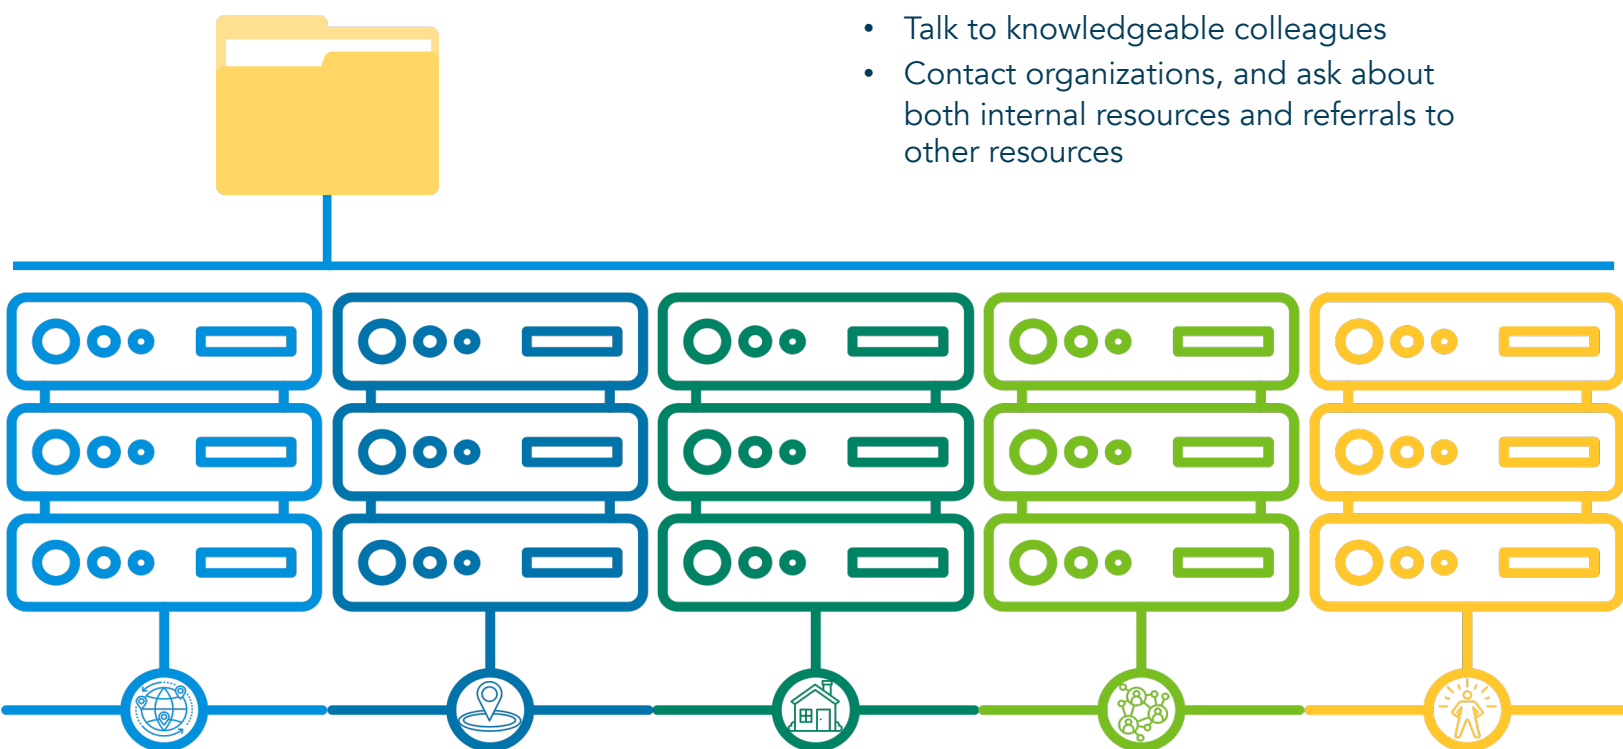 • Talk to knowledgeable colleagues
• Contact organizations, and ask about
both internal resources and referrals to
other resources